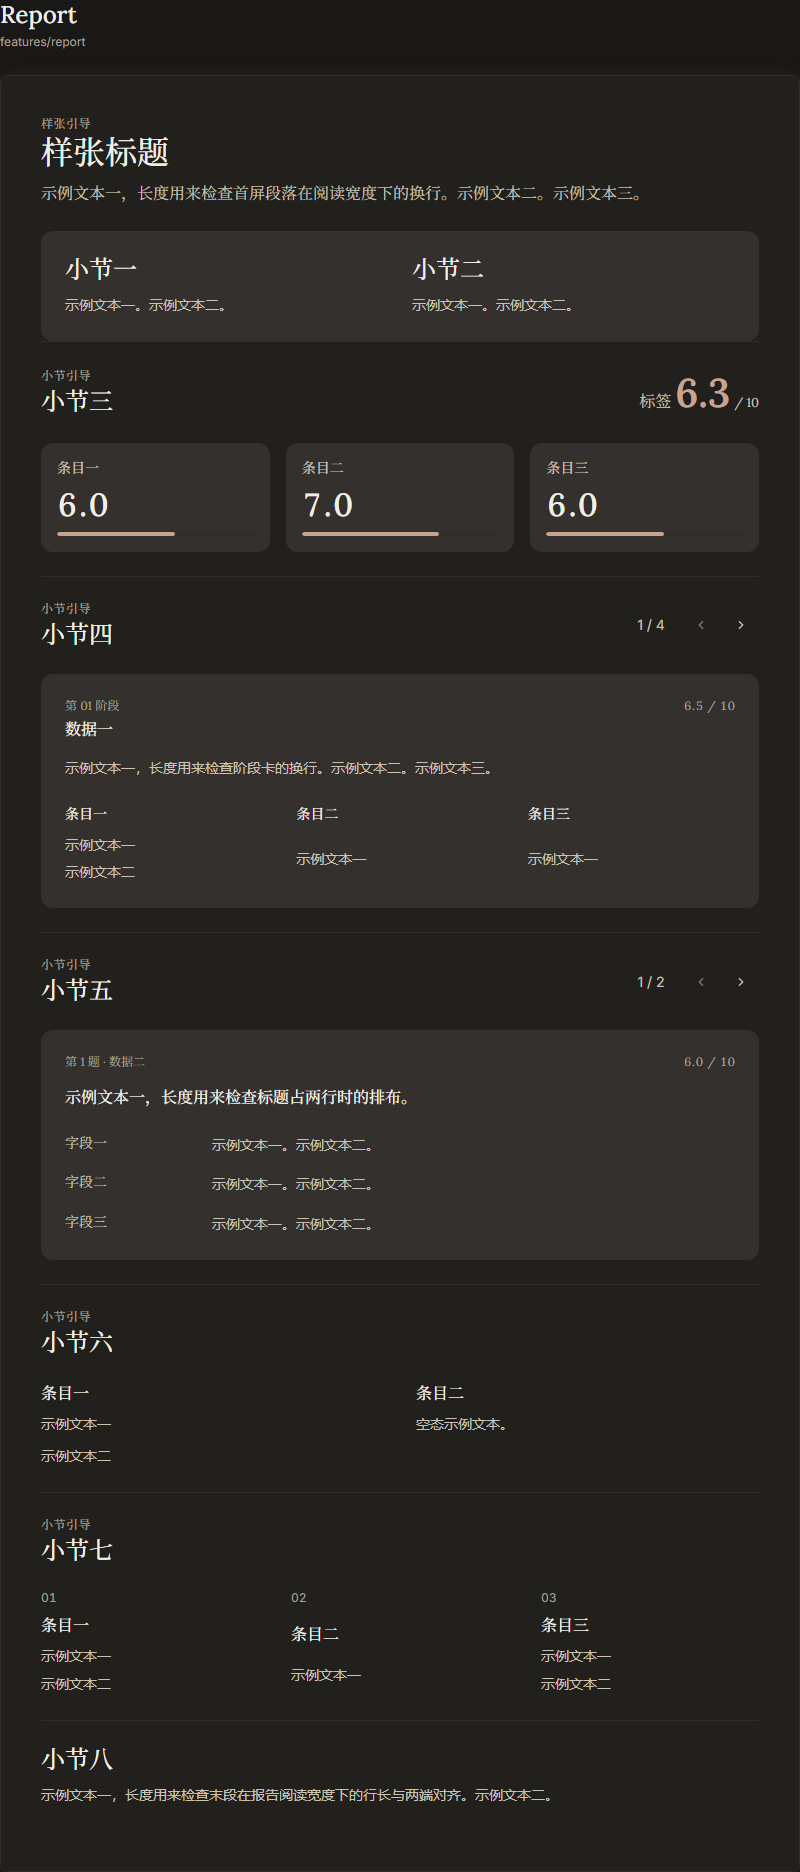 Report
features/report
样张引导
样张标题
示例文本一，长度用来检查首屏段落在阅读宽度下的换行。示例文本二。示例文本三。
小节一
示例文本一。示例文本二。
小节二
示例文本一。示例文本二。
小节引导
小节三
标签 6.3 / 10
条目一
6.0
条目二
7.0
条目三
6.0
小节引导
小节四
1 / 4
第 01 阶段
6.5 / 10
数据一
示例文本一，长度用来检查阶段卡的换行。示例文本二。示例文本三。
条目一
示例文本一
示例文本二
条目二
示例文本一
条目三
示例文本一
小节引导
小节五
1 / 2
第 1 题 · 数据二
6.0 / 10
示例文本一，长度用来检查标题占两行时的排布。
字段一
示例文本一。示例文本二。
字段二
示例文本一。示例文本二。
字段三
示例文本一。示例文本二。
小节引导
小节六
条目一
示例文本一
示例文本二
条目二
空态示例文本。
小节引导
小节七
01
条目一
示例文本一
示例文本二
02
条目二
示例文本一
03
条目三
示例文本一
示例文本二
小节八
示例文本一，长度用来检查末段在报告阅读宽度下的行长与两端对齐。示例文本二。